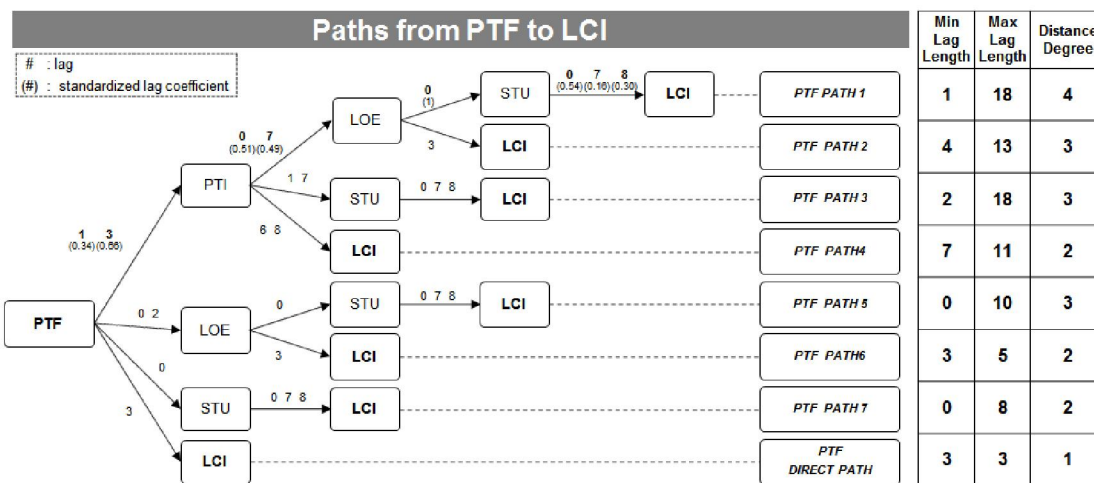 Paths from PTF to LCI
# : lag
(#) : standardized lag coefficient
Min Lag Length
Max Lag Length
Distance Degree
0 7 8
(0.54)(0.16)(0.30)
0
(1)
STU
LCI
PTF PATH 1
1 18 4
LOE
0 7
(0.51)(0.49)
3
LCI
PTF PATH 2
4 13 3
PTI
1 7
STU
0 7 8
LCI
PTF PATH 3
2 18 3
6 8
LCI
PTF PATH4
7 11 2
1 3
(0.34)(0.66)
PTF
0 2
LOE
0
STU
0 7 8
LCI
PTF PATH 5
0 10 3
3
LCI
PTF PATH6
3 5 2
0
STU
0 7 8
LCI
PTF PATH 7
0 8 2
3
LCI
PTF
DIRECT PATH
3 3 1